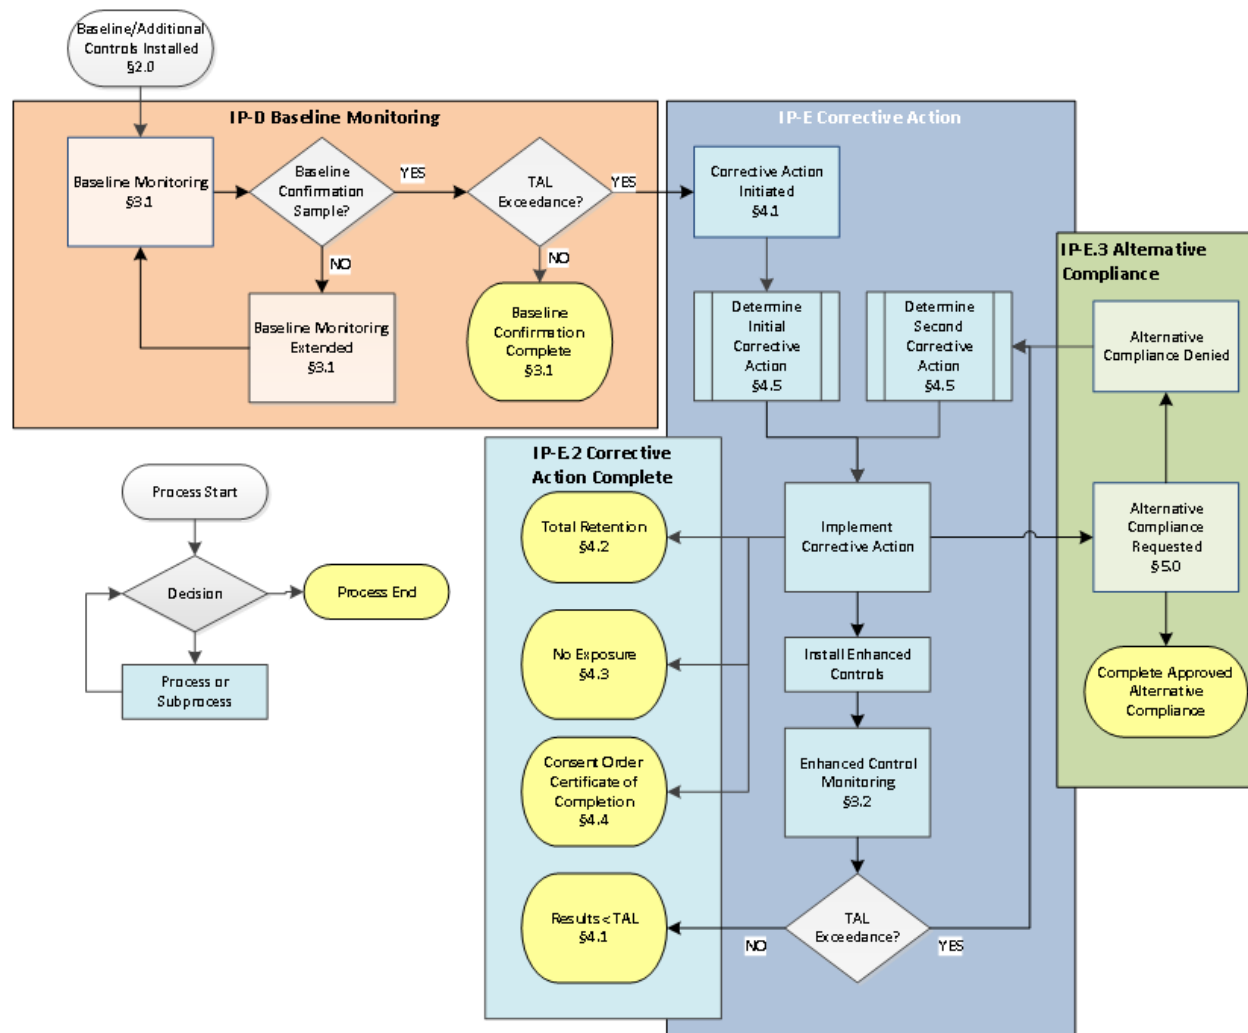 Baseline/Additional
Controls Installed
§2.0
IP-D Baseline Monitoring
Baseline Monitoring
§3.1
Baseline
Confirmation
Sample?
YES
TAL
Exceedance?
YES
NO
NO
Baseline Monitoring
Extended
§3.1
Baseline
Confirmation
Complete
§3.1
IP-E Corrective Action
Corrective Action
Initiated
§4.1
Determine
Initial
Corrective
Action
§4.5
Determine
Second
Corrective
Action
§4.5
IP-E.3 Alternative
Compliance
Alternative
Compliance Denied
Alternative
Compliance
Requested
§5.0
Complete Approved
Alternative
Compliance
Implement
Corrective Action
Install Enhanced
Controls
Enhanced Control
Monitoring
§3.2
TAL
Exceedance?
NO
YES
IP-E.2 Corrective
Action Complete
Total Retention
§4.2
No Exposure
§4.3
Consent Order
Certificate of
Completion
§4.4
Results < TAL
§4.1
Process Start
Decision
Process End
Process or
Subprocess